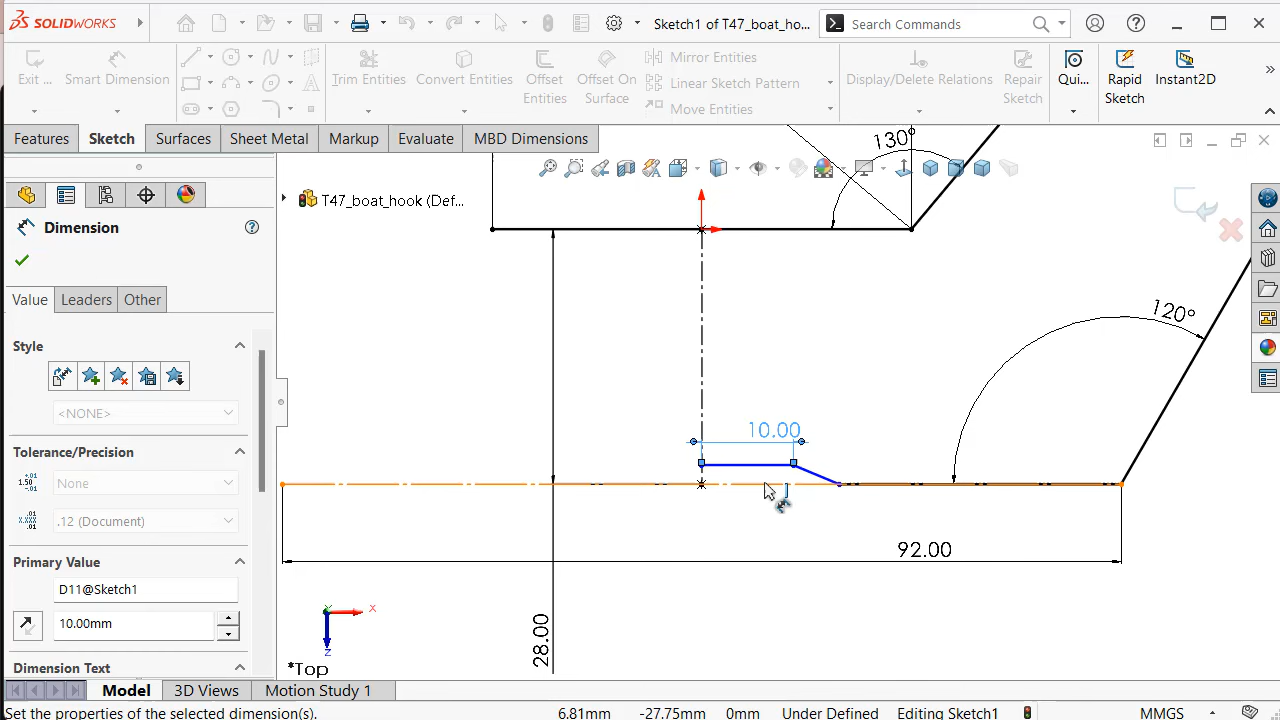 SOLIDWORKS
Sketch1 of T47_boat_ho...
Search Commands
Exit ...
Smart Dimension
Trim Entities
Convert Entities
Offset Entities
Offset On Surface
Mirror Entities
Linear Sketch Pattern
Move Entities
Display/Delete Relations
Repair Sketch
Qui...
Rapid Sketch
Instant2D
Features
Sketch
Surfaces
Sheet Metal
Markup
Evaluate
MBD Dimensions
T47_boat_hook (Def...
Dimension
Value
Leaders
Other
Style
<NONE>
Tolerance/Precision
None
.12 (Document)
Primary Value
D11@Sketch1
10.00mm
Dimension Text
130°
120°
10.00
92.00
28.00
X
Z
*Top
Model
3D Views
Motion Study 1
Set the properties of the selected dimension(s).
6.81mm
-27.75mm
0mm
Under Defined
Editing Sketch1
MMGS